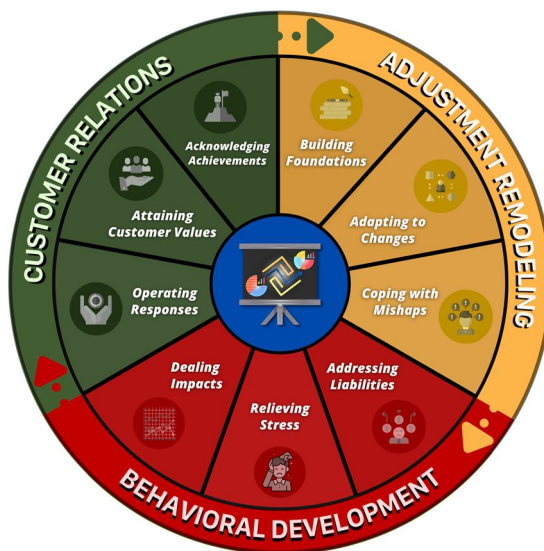 CUSTOMER RELATIONS
ADJUSTMENT REMODELING
BEHAVIORAL DEVELOPMENT
Acknowledging
Achievements
Building
Foundations
Attaining
Customer Values
Adapting to
Changes
Operating
Responses
Coping with
Mishaps
Dealing
Impacts
Relieving
Stress
Addressing
Liabilities